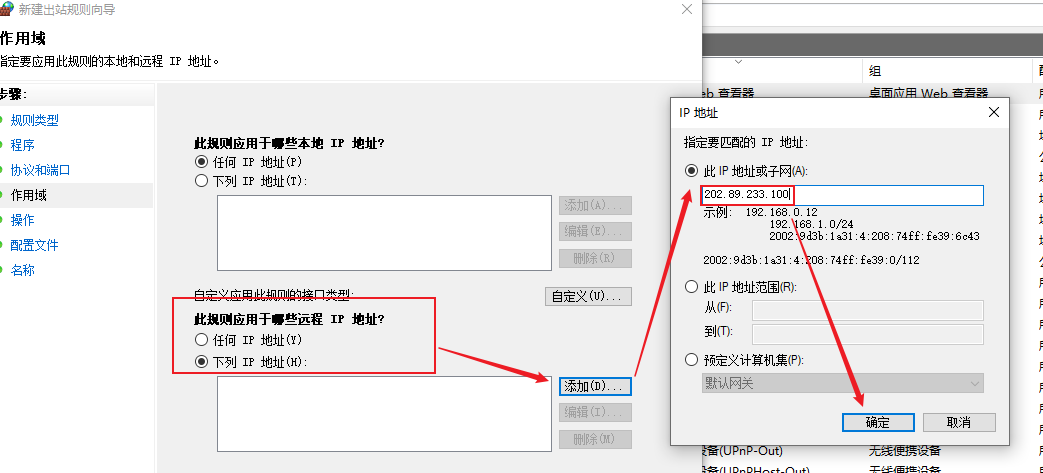 新建出站规则向导
作用域
指定要应用此规则的本地和远程 IP 地址。
步骤:
规则类型
程序
协议和端口
作用域
操作
配置文件
名称
此规则应用于哪些本地 IP 地址?
任何 IP 地址(P)
下列 IP 地址(T):
添加(A)...
编辑(E)...
删除(R)
自定义应用此规则的接口类型:
自定义(U)...
此规则应用于哪些远程 IP 地址?
任何 IP 地址(Y)
下列 IP 地址(H):
添加(D)...
编辑(I)...
删除(M)
组
eb 查看器
桌面应用 Web 查看器
IP 地址
指定要匹配的 IP 地址:
此 IP 地址或子网(A):
202.89.233.100
示例: 192.168.0.12
192.168.1.0/24
2002:9d3b:1a31:4:208:74ff:fe39:6c43
2002:9d3b:1a31:4:208:74ff:fe39:0/112
此 IP 地址范围(R):
从(F):
到(T):
预定义计算机集(P):
默认网关
确定
取消
设备(UPnP-Out)
无线便携设备
设备(UPnPHost-Out)
无线便携设备